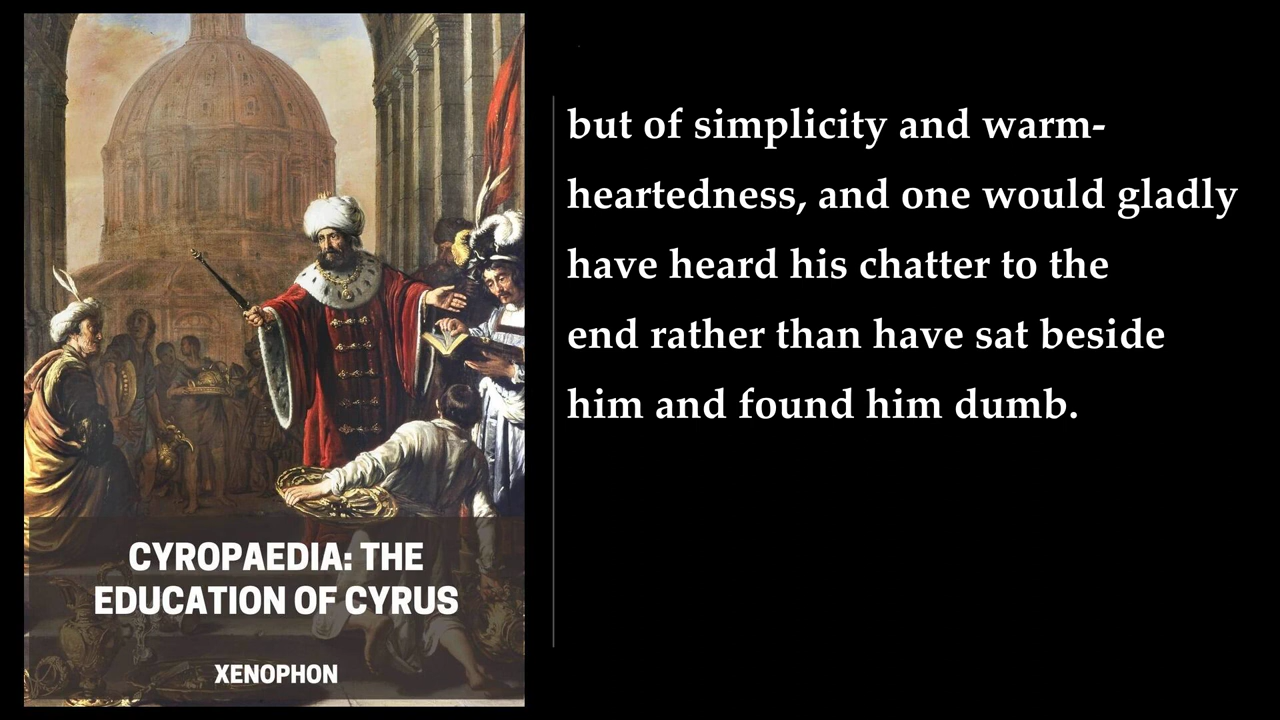 CYROPAEDIA: THE
EDUCATION OF CYRUS
XENOPHON
but of simplicity and warm-
heartedness, and one would gladly
have heard his chatter to the
end rather than have sat beside
him and found him dumb.